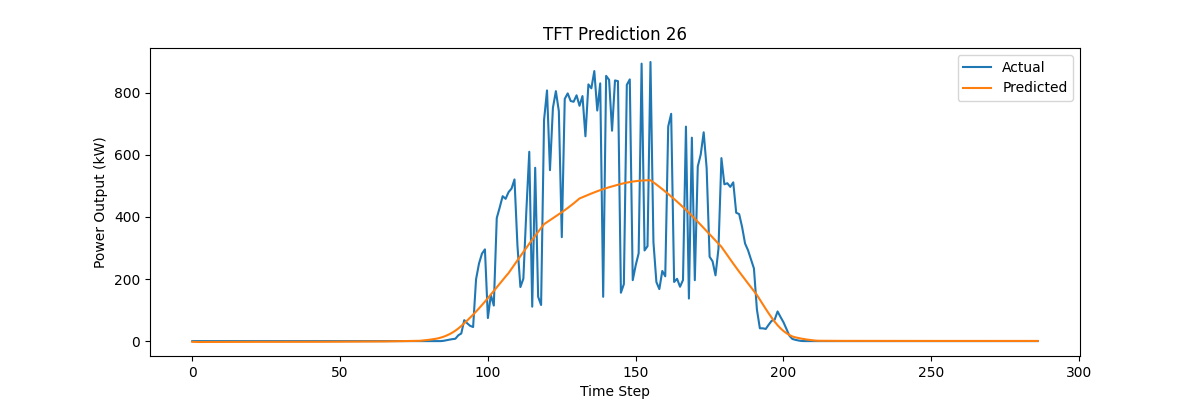 TFT Prediction 26
Actual
Predicted
Power Output (kW)
800
600
400
200
0
0 50 100 150 200 250 300
Time Step